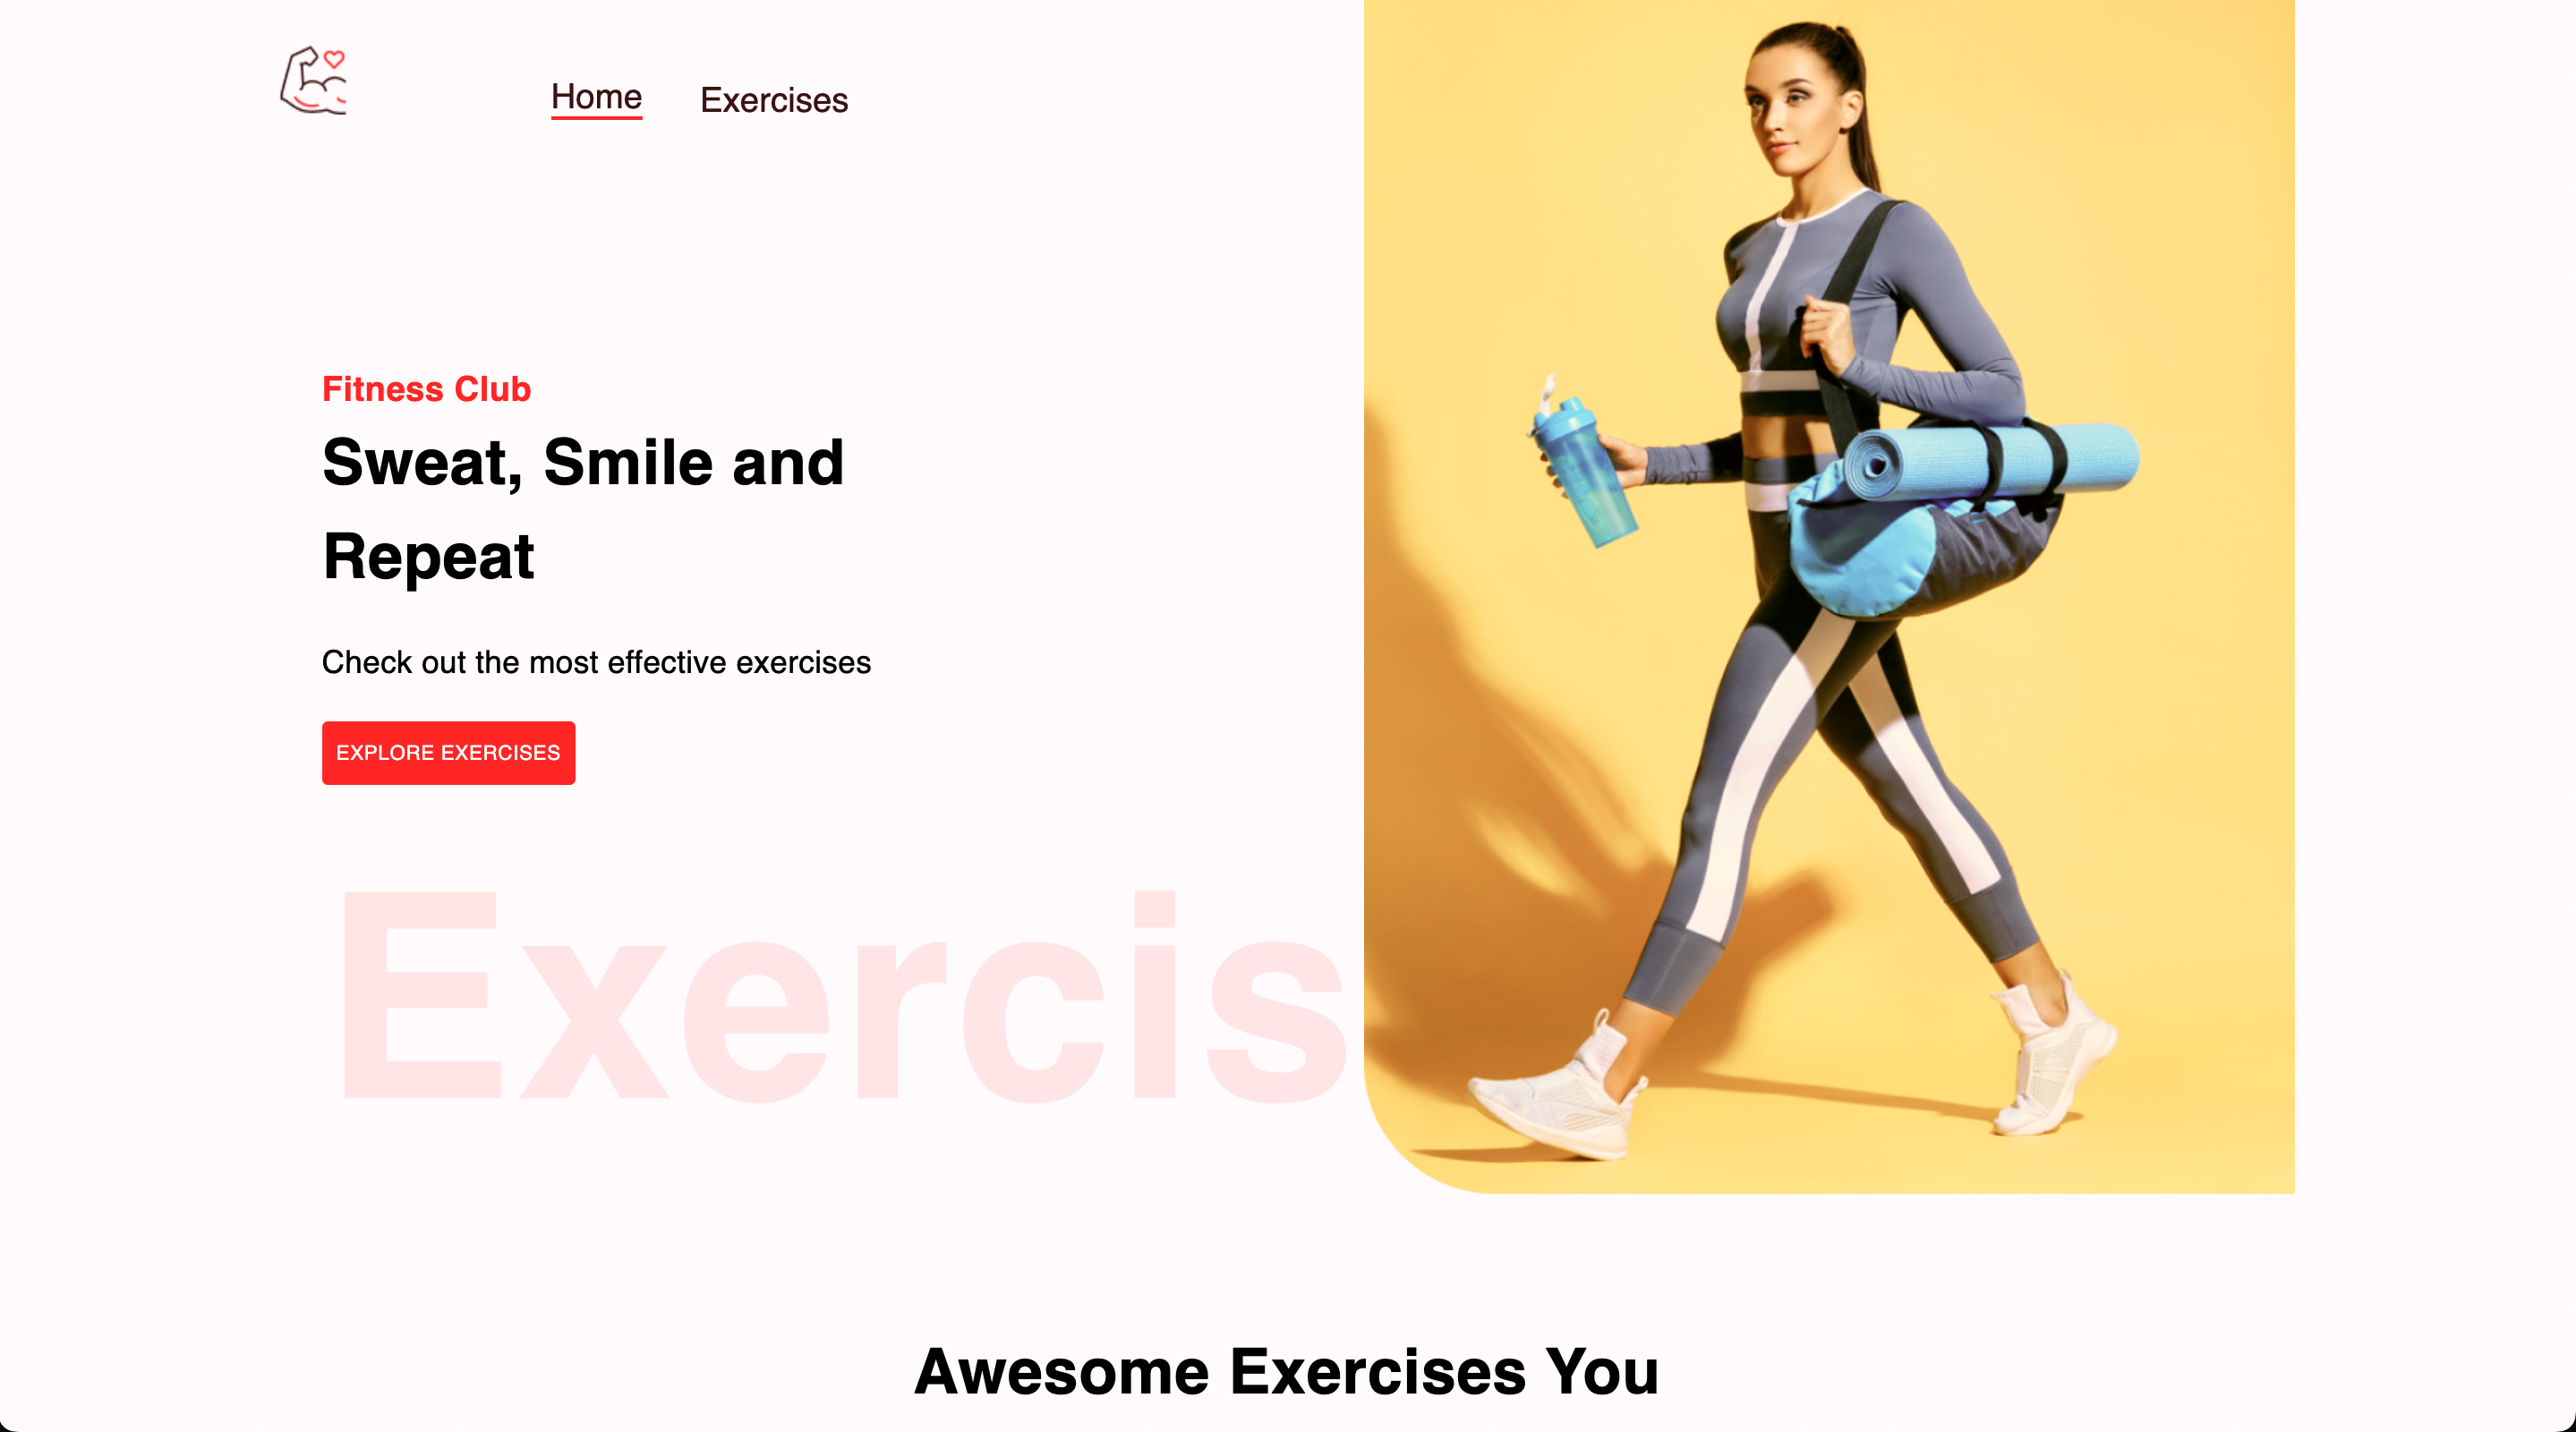 Home
Exercises
Fitness Club
Sweat, Smile and
Repeat
Check out the most effective exercises
EXPLORE EXERCISES
Exercis
Awesome Exercises You